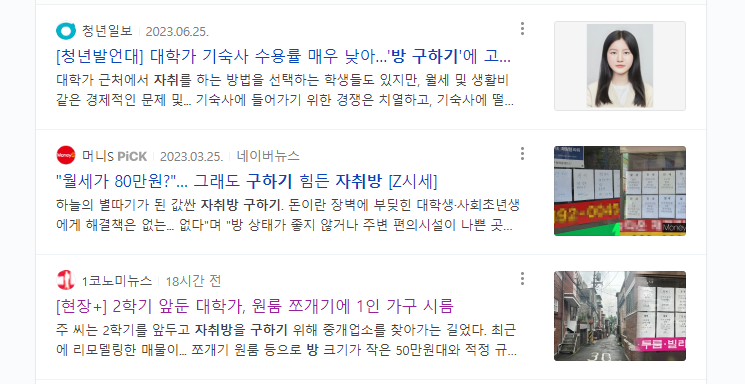 청년일보 2023.06.25.
[청년발언대] 대학가 기숙사 수용률 매우 낮아...'방 구하기'에 고...
대학가 근처에서 자취를 하는 방법을 선택하는 학생들도 있지만, 월세 및 생활비
같은 경제적인 문제 및... 기숙사에 들어가기 위한 경쟁은 치열하고, 기숙사에 떨...
머니S PiCK 2023.03.25. 네이버뉴스
"월세가 80만원?"... 그래도 구하기 힘든 자취방 [Z시세]
하늘의 별따기가 된 값싼 자취방 구하기. 돈이란 장벽에 부딪힌 대학생·사회초년생
에게 해결책은 없는... 없다"며 "방 상태가 좋지 않거나 주변 편의시설이 나쁜 곳...
1코노미뉴스 18시간 전
[현장+] 2학기 앞둔 대학가, 원룸 쪼개기에 1인 가구 시름
주 씨는 2학기를 앞두고 자취방을 구하기 위해 중개업소를 찾아가는 길었다. 최근
에 리모델링한 매물이... 쪼개기 원룸 등으로 방 크기가 작은 50만원대와 적정 규...